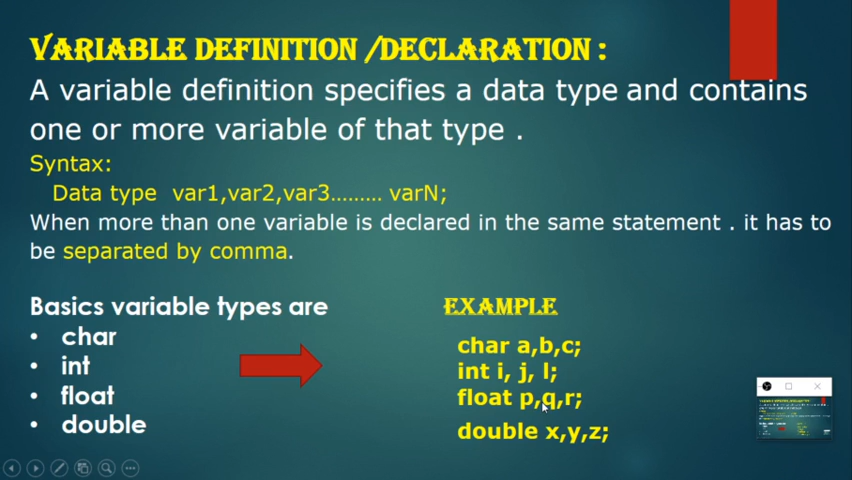 VARIABLE DEFINITION /DECLARATION :
A variable definition specifies a data type and contains
one or more variable of that type .
Syntax:
Data type var1,var2,var3......... varN;
When more than one variable is declared in the same statement . it has to
be separated by comma.
Basics variable types are
• char
• int
• float
• double
EXAMPLE
char a,b,c;
int i, j, l;
float p,q,r;
double x,y,z;